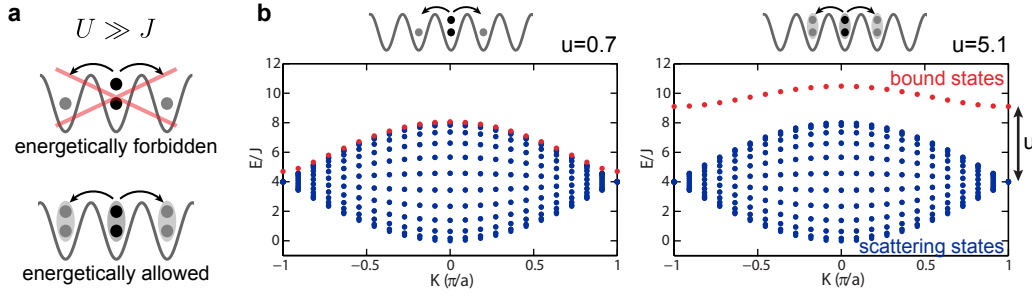 a
U ≫ J
energetically forbidden
energetically allowed
b
u=0.7
12
10
8
6
4
2
0
E/J
−1
−0.5
0
0.5
1
K (π/a)
u=5.1
12
10
8
6
4
2
0
E/J
bound states
scattering states
u
−1
−0.5
0
0.5
1
K (π/a)